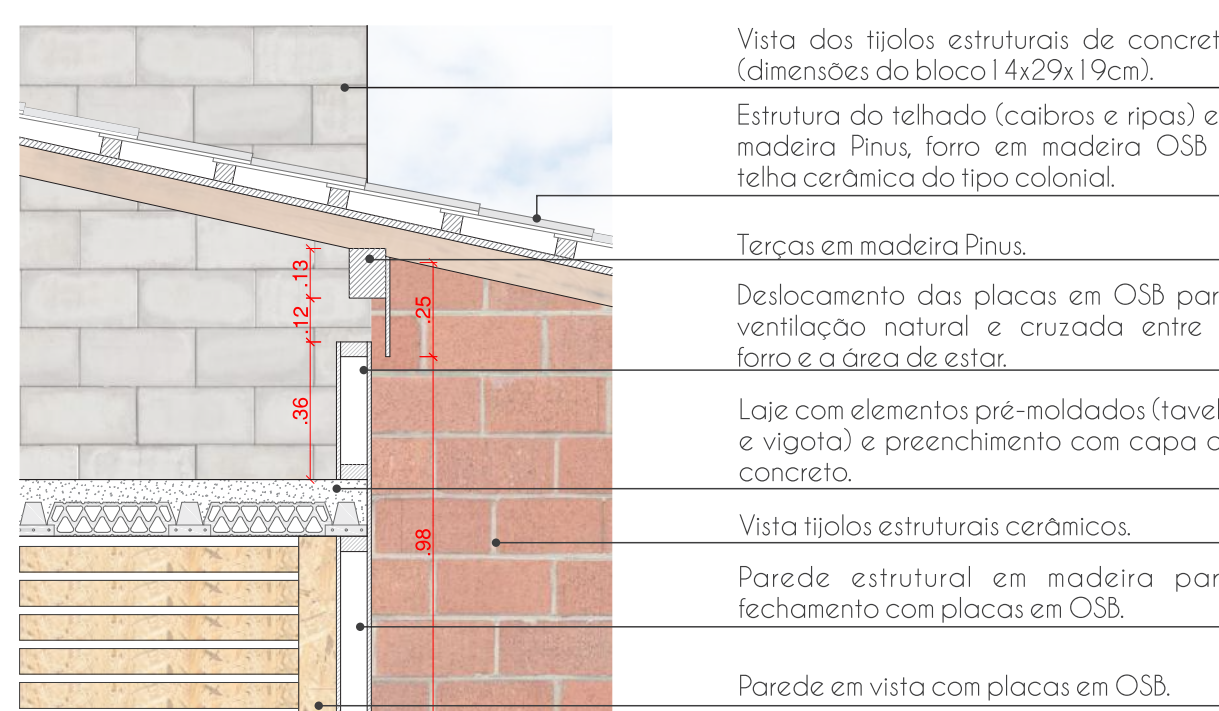 Vista dos tijolos estruturais de concret
(dimensões do bloco 14x29x19cm).
Estrutura do telhado (caibros e ripas) e
madeira Pinus, forro em madeira OSB
telha cerâmica do tipo colonial.
Terças em madeira Pinus.
Deslocamento das placas em OSB par
ventilação natural e cruzada entre
forro e a área de estar.
Laje com elementos pré-moldados (tavel
e vigota) e preenchimento com capa d
concreto.
Vista tijolos estruturais cerâmicos.
Parede estrutural em madeira par
fechamento com placas em OSB.
Parede em vista com placas em OSB.
.13
.12
.36
.25
.98